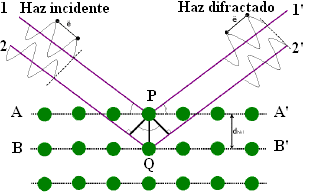 1 Haz incidente Haz difractado 1'
2 2'
P
A A'
B B'
Q